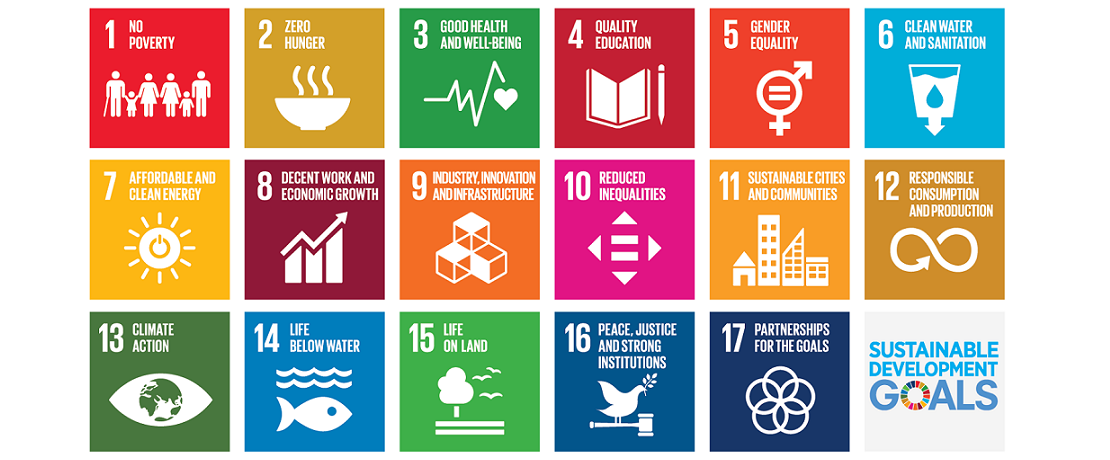 1 NO
POVERTY
2 ZERO
HUNGER
3 GOOD HEALTH
AND WELL-BEING
4 QUALITY
EDUCATION
5 GENDER
EQUALITY
6 CLEAN WATER
AND SANITATION
7 AFFORDABLE AND
CLEAN ENERGY
8 DECENT WORK AND
ECONOMIC GROWTH
9 INDUSTRY, INNOVATION
AND INFRASTRUCTURE
10 REDUCED
INEQUALITIES
11 SUSTAINABLE CITIES
AND COMMUNITIES
12 RESPONSIBLE
CONSUMPTION
AND PRODUCTION
13 CLIMATE
ACTION
14 LIFE
BELOW WATER
15 LIFE
ON LAND
16 PEACE, JUSTICE
AND STRONG
INSTITUTIONS
17 PARTNERSHIPS
FOR THE GOALS
SUSTAINABLE
DEVELOPMENT
GOALS